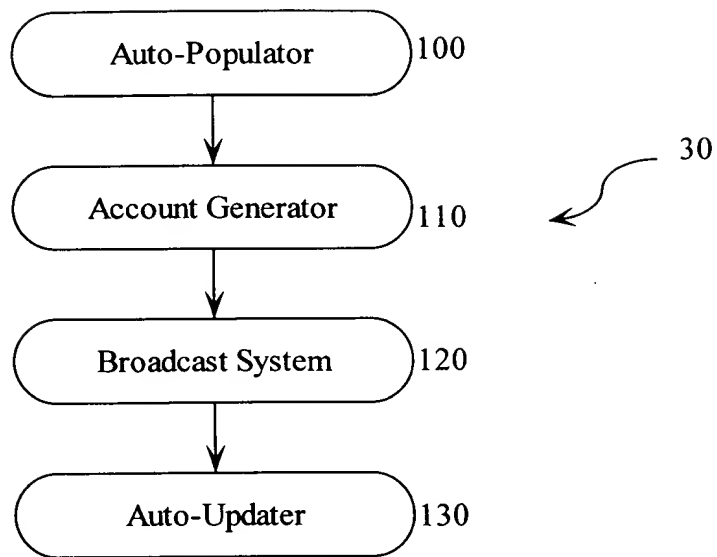 Auto-Populator 100
30
Account Generator 110
Broadcast System 120
Auto-Updater 130